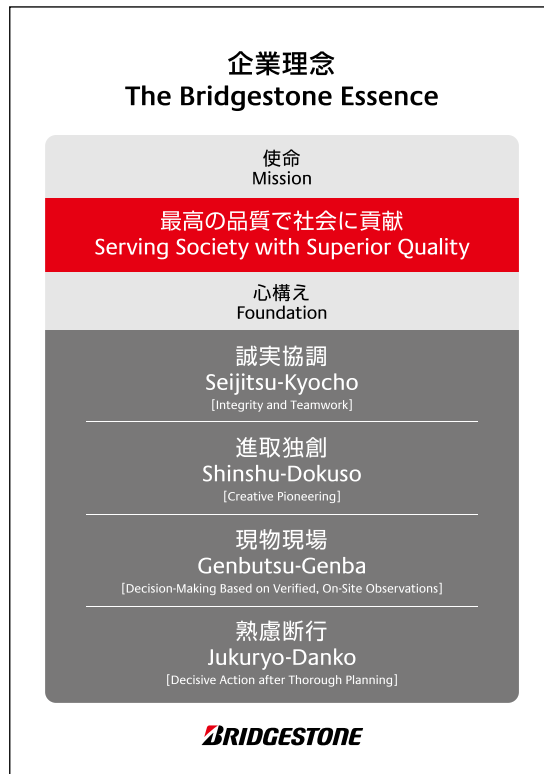 企業理念
The Bridgestone Essence
使命
Mission
最高の品質で社会に貢献
Serving Society with Superior Quality
心構え
Foundation
誠実協調
Seijitsu-Kyocho
[Integrity and Teamwork]
進取独創
Shinshu-Dokuso
[Creative Pioneering]
現物現場
Genbutsu-Genba
[Decision-Making Based on Verified, On-Site Observations]
熟慮断行
Jukuryo-Danko
[Decisive Action after Thorough Planning]
BRIDGESTONE